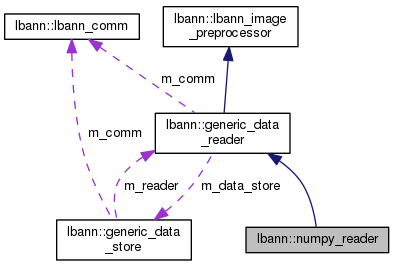 lbann::lbann_comm
lbann::lbann_image
_preprocessor
m_comm
lbann::generic_data
_reader
m_reader
m_data_store
lbann::generic_data
_store
lbann::numpy_reader
m_comm